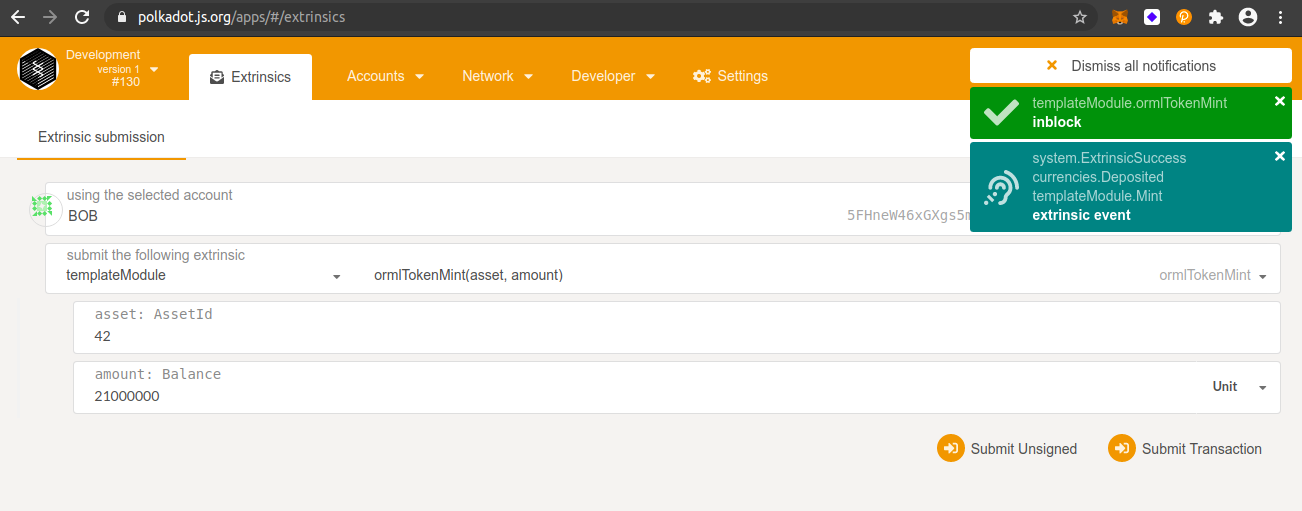 polkadot.js.org/apps/#/extrinsics
Development
version 1
#130
Extrinsics
Accounts
Network
Developer
Settings
Dismiss all notifications
templateModule.ormlTokenMint
inblock
system.ExtrinsicSuccess
currencies.Deposited
templateModule.Mint
extrinsic event
Extrinsic submission
using the selected account
BOB
5FHneW46xGXgs5m
submit the following extrinsic
templateModule
ormlTokenMint(asset, amount)
ormlTokenMint
asset: AssetId
42
amount: Balance
21000000
Unit
Submit Unsigned
Submit Transaction